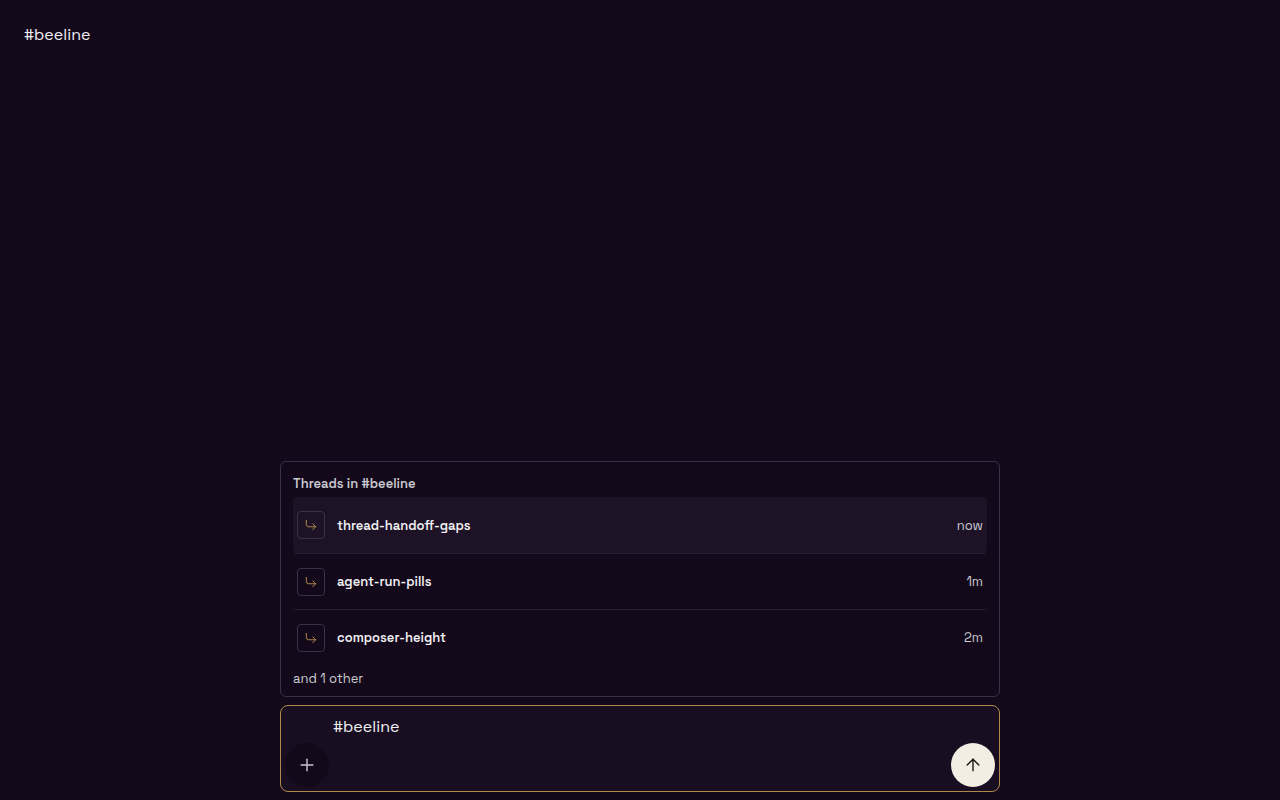 #beeline
Threads in #beeline
thread-handoff-gaps now
agent-run-pills 1m
composer-height 2m
and 1 other
#beeline